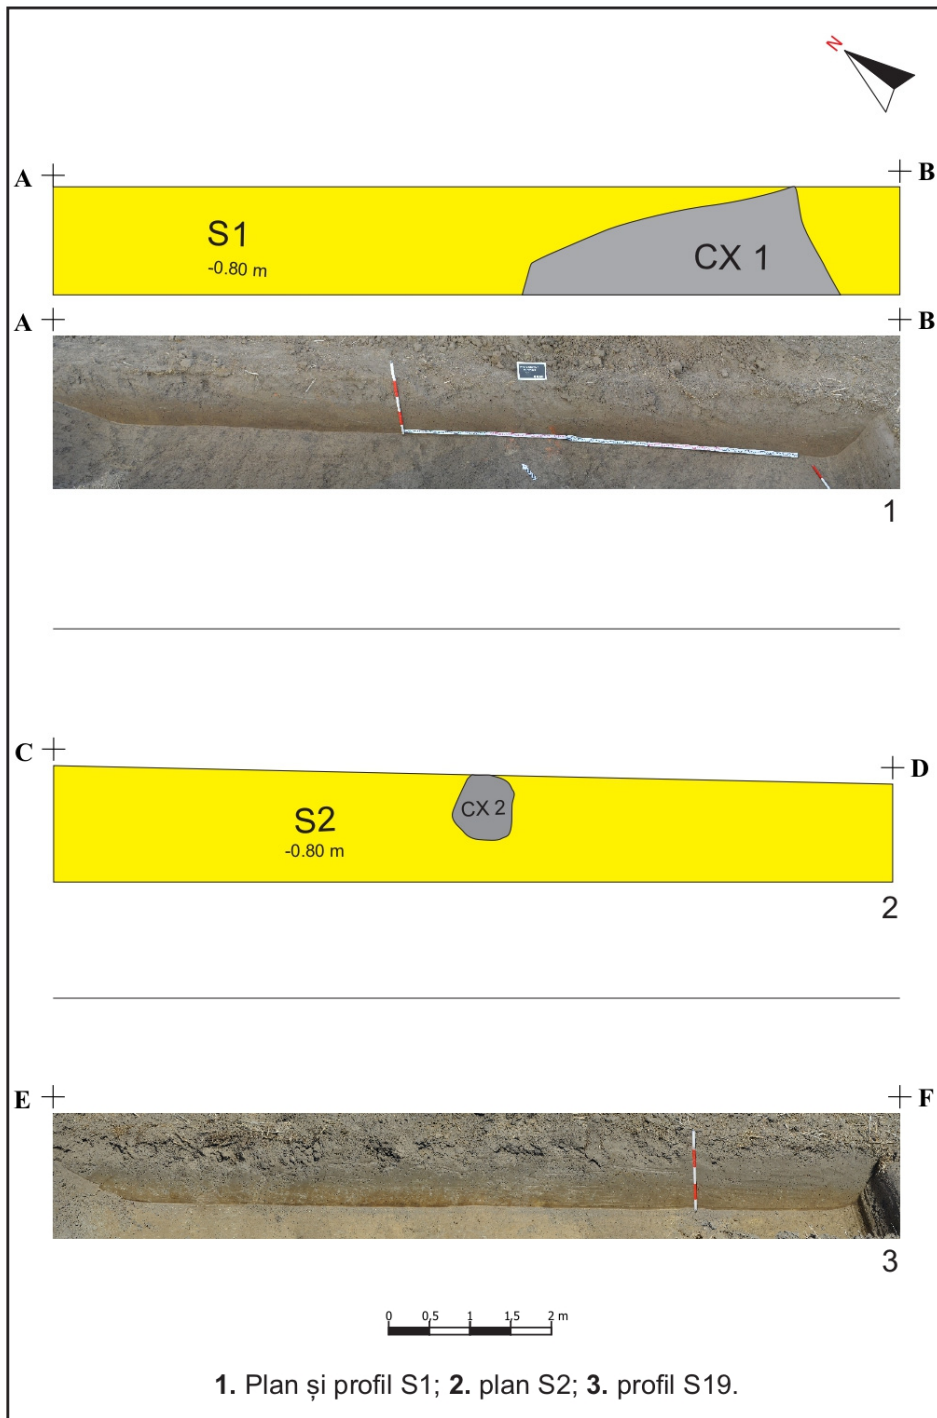 N
A B
S1
-0.80 m
CX 1
A B
1
C D
S2
-0.80 m
CX 2
2
E F
3
0 0,5 1 1,5 2 m
1. Plan și profil S1; 2. plan S2; 3. profil S19.